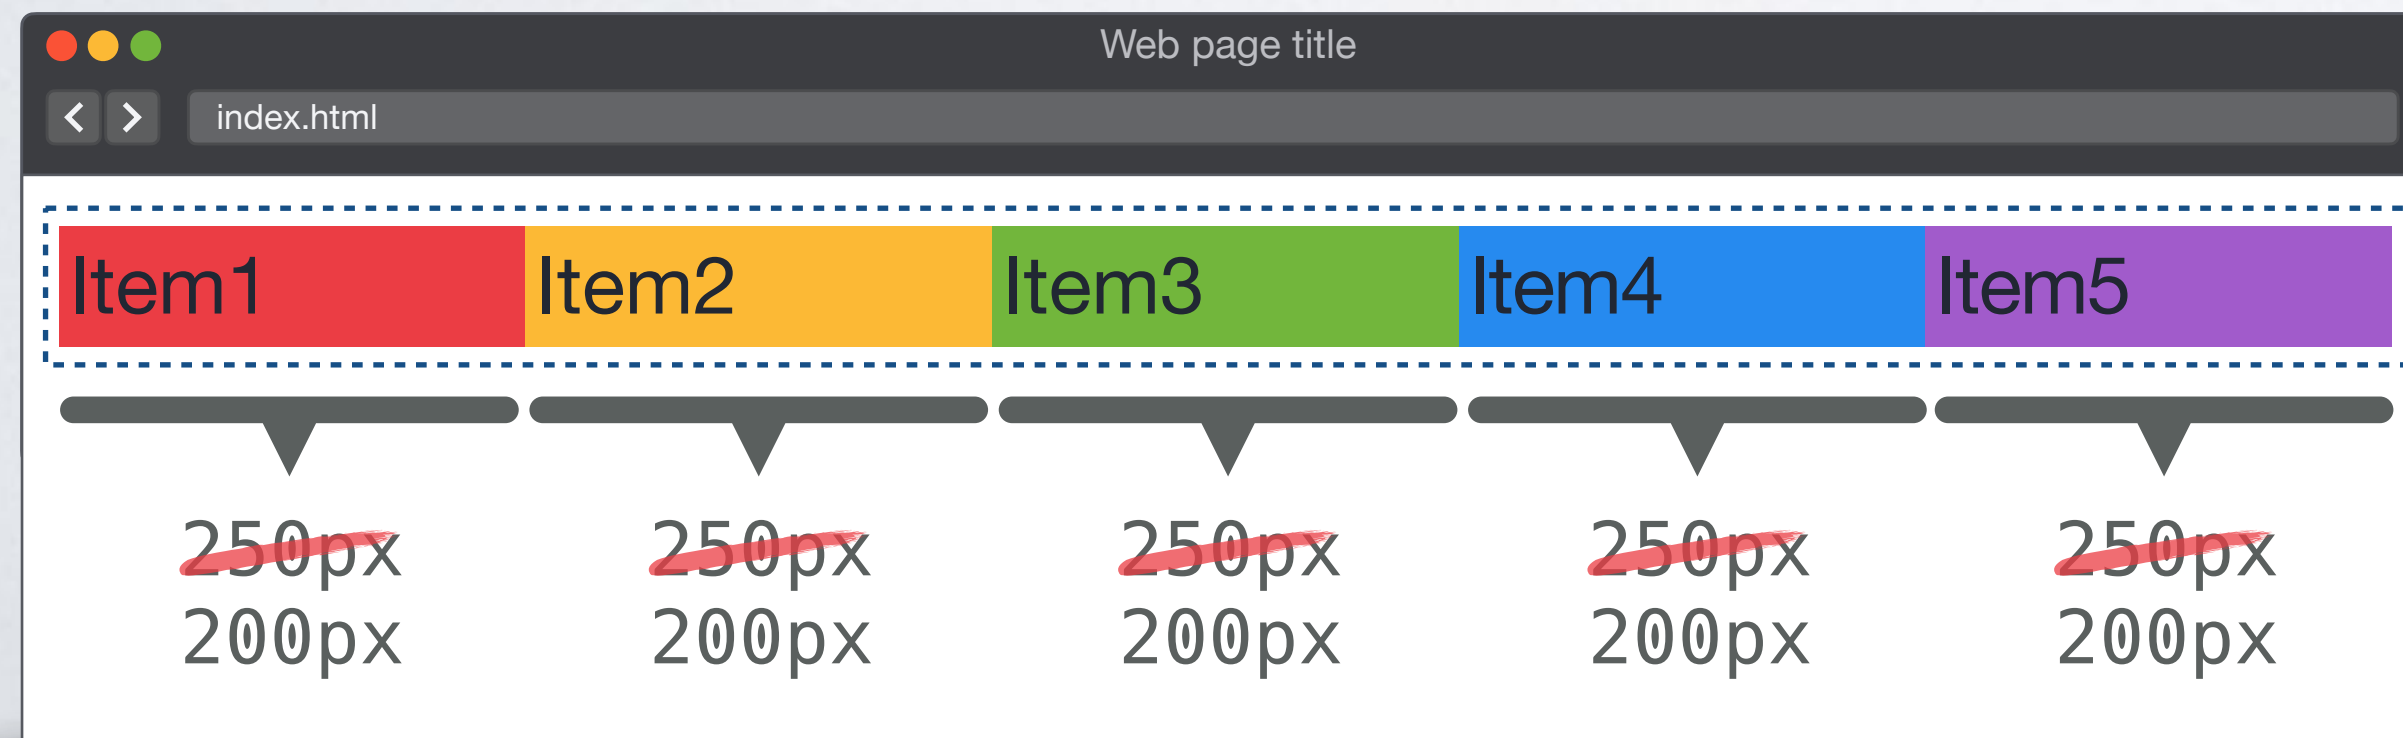 Web page title
index.html
Item1 Item2 Item3 Item4 Item5
250px 250px 250px 250px 250px
200px 200px 200px 200px 200px